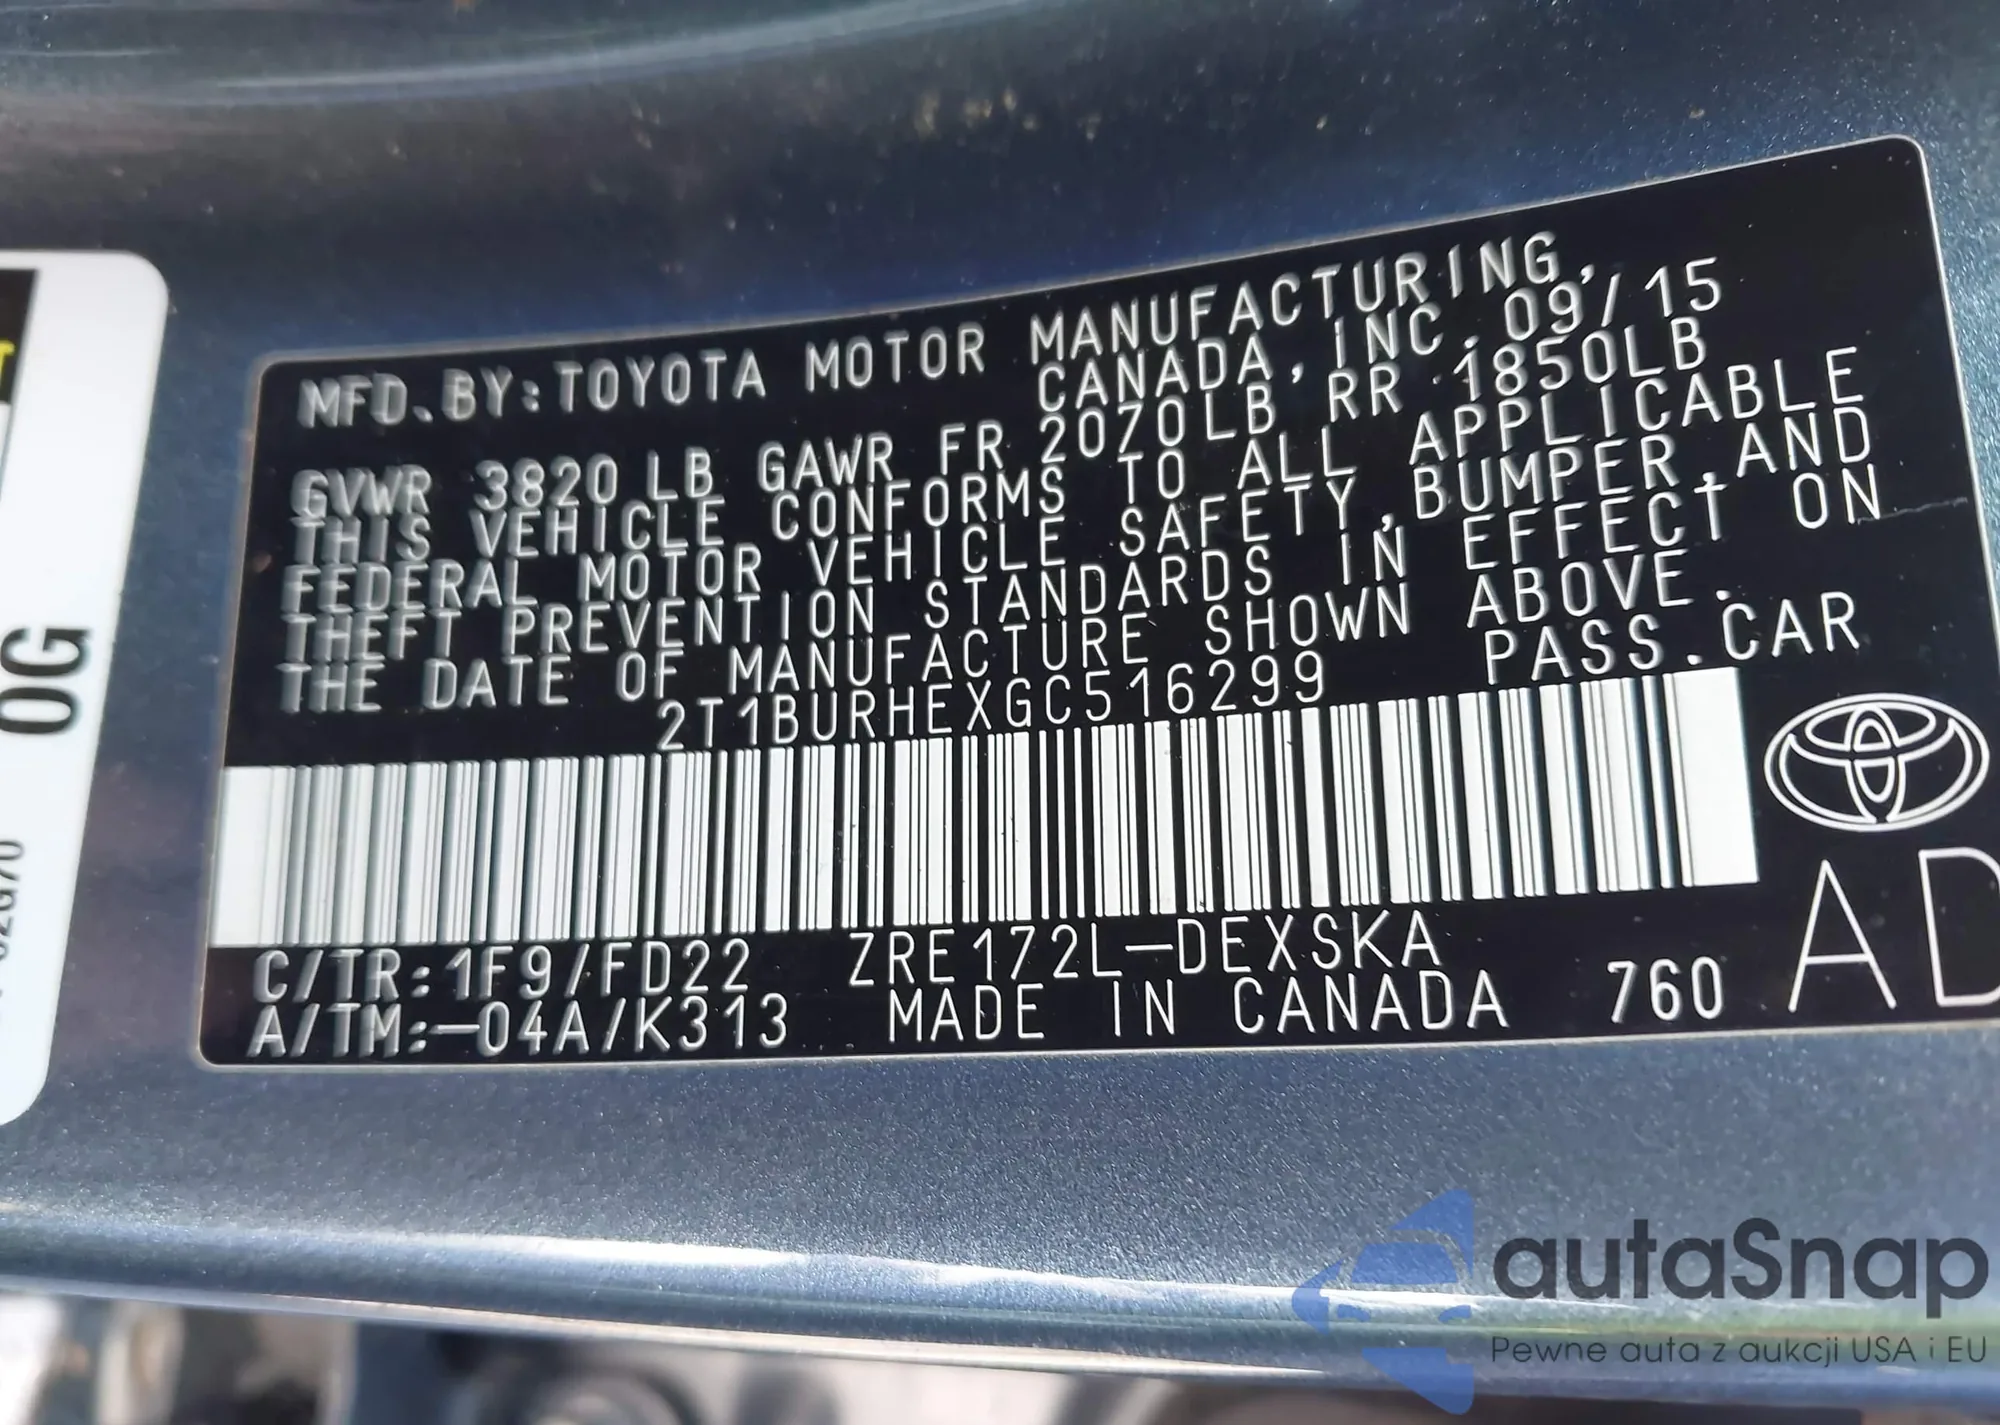 MFD.BY:TOYOTA MOTOR MANUFACTURING,
CANADA, INC. 09/15
GVWR 3820 LB GAWR FR 2070LB RR 1850LB
THIS VEHICLE CONFORMS TO ALL APPLICABLE
FEDERAL MOTOR VEHICLE SAFETY,BUMPER,AND
THEFT PREVENTION STANDARDS IN EFFECT ON
THE DATE OF MANUFACTURE SHOWN ABOVE.
2T1BURHEXGC516299 PASS.CAR
C/TR:1F9/FD22 ZRE172L-DEXSKA
A/TM:-04A/K313 MADE IN CANADA 760
AD
0G
autaSnap
Pewne auta z aukcji USA i EU